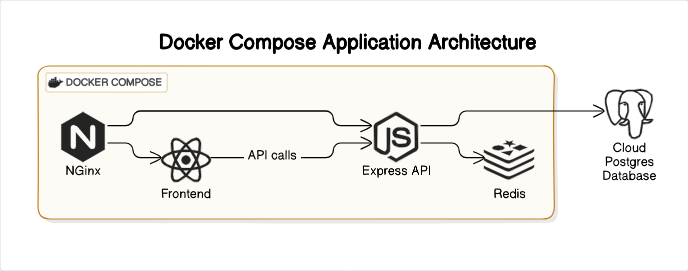 Docker Compose Application Architecture
DOCKER COMPOSE
N
NGinx
Frontend
API calls
JS
Express API
Redis
Cloud
Postgres
Database